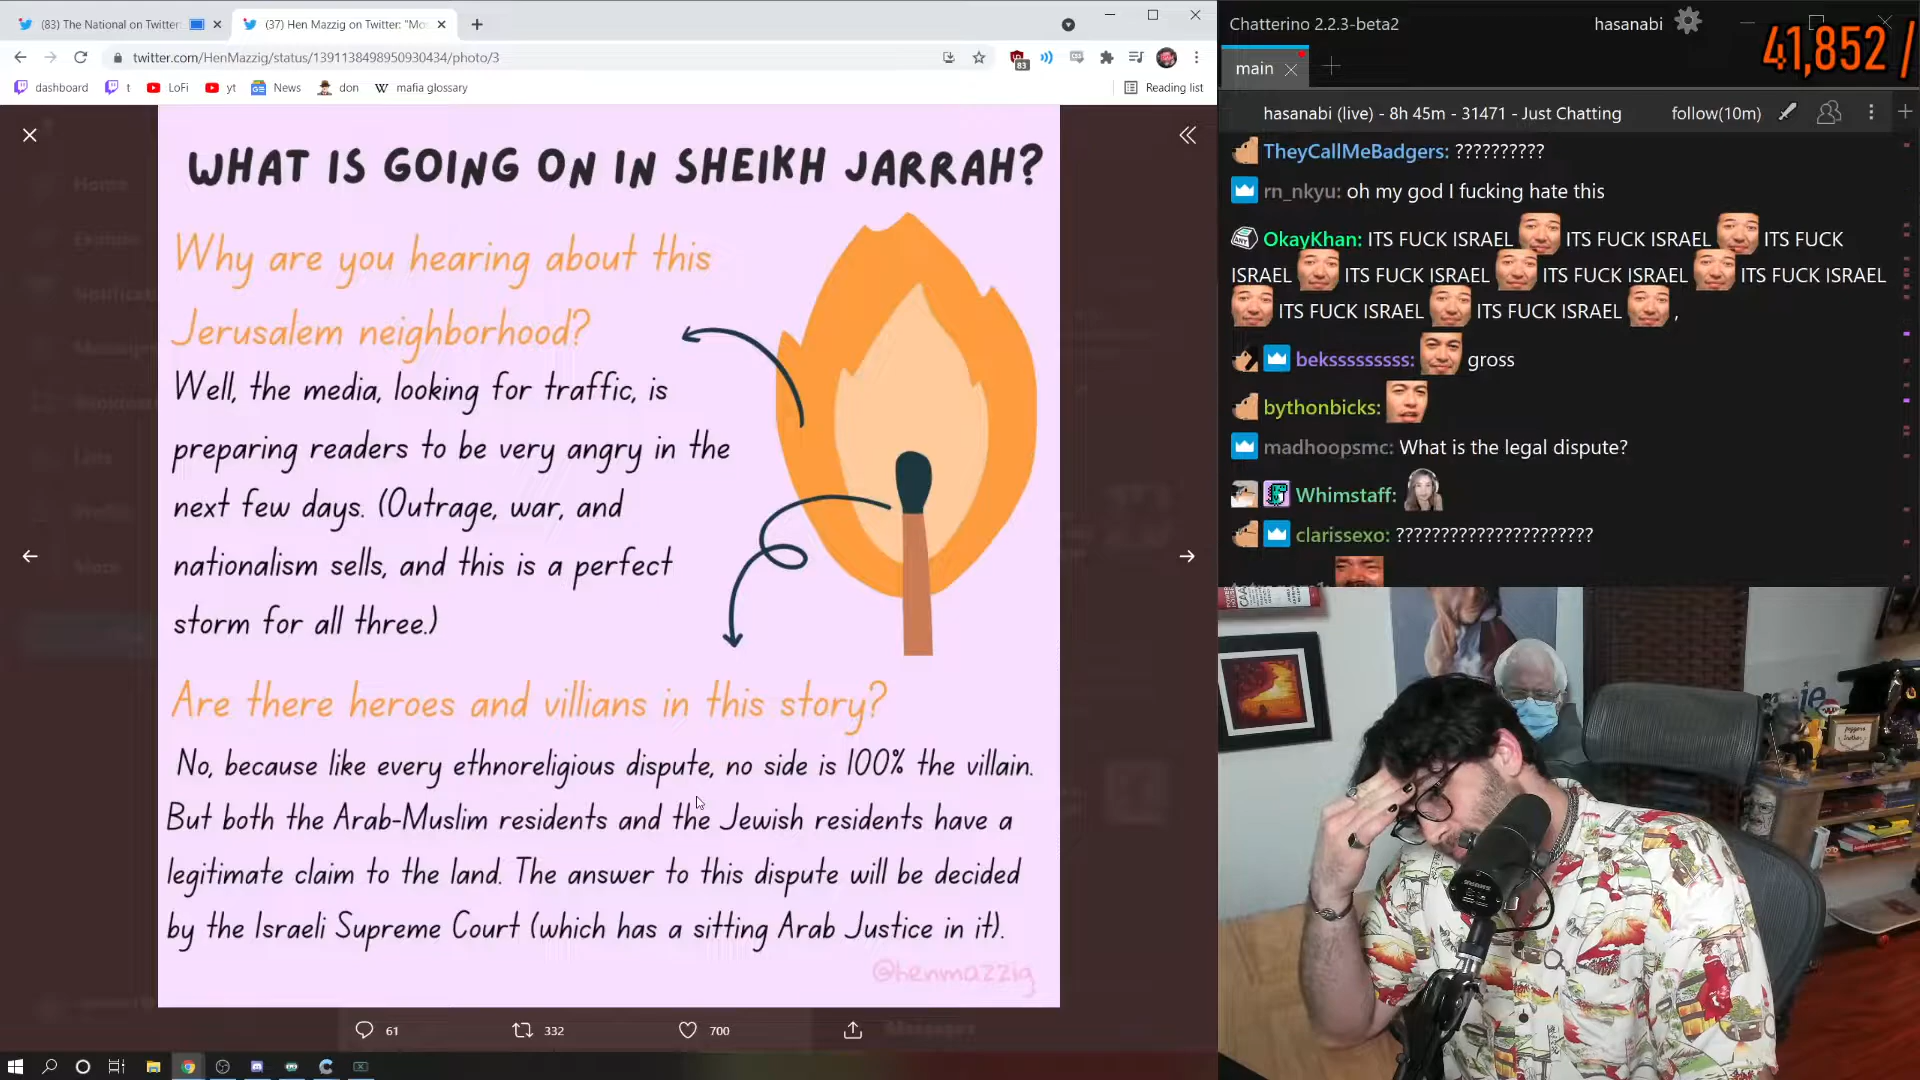 (83) The National on Twitter:
(37) Hen Mazzig on Twitter: "Mo
twitter.com/HenMazzig/status/1391138498950930434/photo/3
83
dashboard
t
LoFi
yt
News
don
W
mafia glossary
Reading list
WHAT IS GOING ON IN SHEIKH JARRAH?
Why are you hearing about this
Jerusalem neighborhood?
Well, the media, looking for traffic, is
preparing readers to be very angry in the
next few days. (Outrage, war, and
nationalism sells, and this is a perfect
storm for all three.)
Are there heroes and villians in this story?
No, because like every ethnoreligious dispute, no side is 100% the villain.
But both the Arab-Muslim residents and the Jewish residents have a
legitimate claim to the land. The answer to this dispute will be decided
by the Israeli Supreme Court (which has a sitting Arab Justice in it).
@henmazzig
61
332
700
Home
Messages
Chatterino 2.2.3-beta2
hasanabi
41,852 /
main
hasanabi (live) - 8h 45m - 31471 - Just Chatting
follow(10m)
TheyCallMeBadgers: ??????????
rn_nkyu: oh my god I fucking hate this
OkayKhan: ITS FUCK ISRAEL ITS FUCK ISRAEL ITS FUCK
ISRAEL ITS FUCK ISRAEL ITS FUCK ISRAEL ITS FUCK ISRAEL
ITS FUCK ISRAEL ITS FUCK ISRAEL ,
beksssssssss: gross
bythonbicks:
madhoopsmc: What is the legal dispute?
Whimstaff:
clarissexo: ??????????????????????